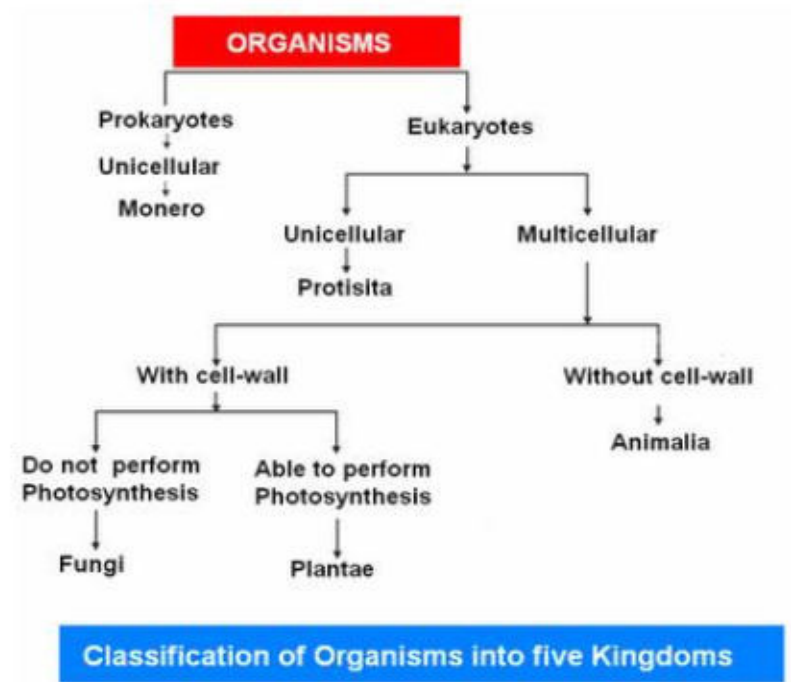 ORGANISMS
Prokaryotes
Eukaryotes
Unicellular
Monero
Unicellular
Multicellular
Protisita
With cell-wall
Without cell-wall
Animalia
Do not perform
Photosynthesis
Able to perform
Photosynthesis
Fungi
Plantae
Classification of Organisms into five Kingdoms